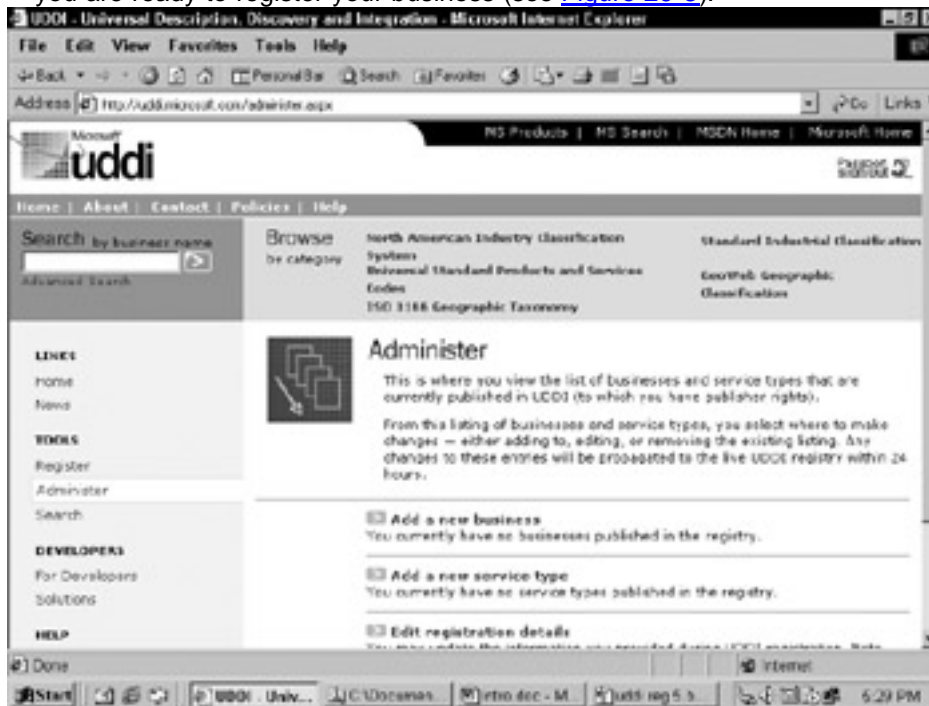 you are ready to register your business (see
UDDI - Universal Description, Discovery and Integration - Microsoft Internet Explorer
File Edit View Favorites Tools Help
Back Personal Bar Search Favorites
Address http://uddi.microsoft.com/administer.aspx Go Links
MS Products | MS Search | MSDN Home | Microsoft Home
Microsoft
uddi
Home | About | Contact | Policies | Help
Search by business name
Advanced Search
Browse
by category
North American Industry Classification
System
Universal Standard Products and Services
Codes
ISO 3166 Geographic Taxonomy
Standard Industrial Classification
GeoWeb Geographic
Classification
LINKS
Home
News
TOOLS
Register
Administer
Search
DEVELOPERS
For Developers
Solutions
HELP
Administer
This is where you view the list of businesses and service types that are
currently published in UDDI (to which you have publisher rights).
From this listing of businesses and service types, you select where to make
changes — either adding to, editing, or removing the existing listing. Any
changes to these entries will be propagated to the live UDDI registry within 24
hours.
Add a new business
You currently have no businesses published in the registry.
Add a new service type
You currently have no service types published in the registry.
Edit registration details
Done Internet
Start UDDI - Univ... 6:29 PM